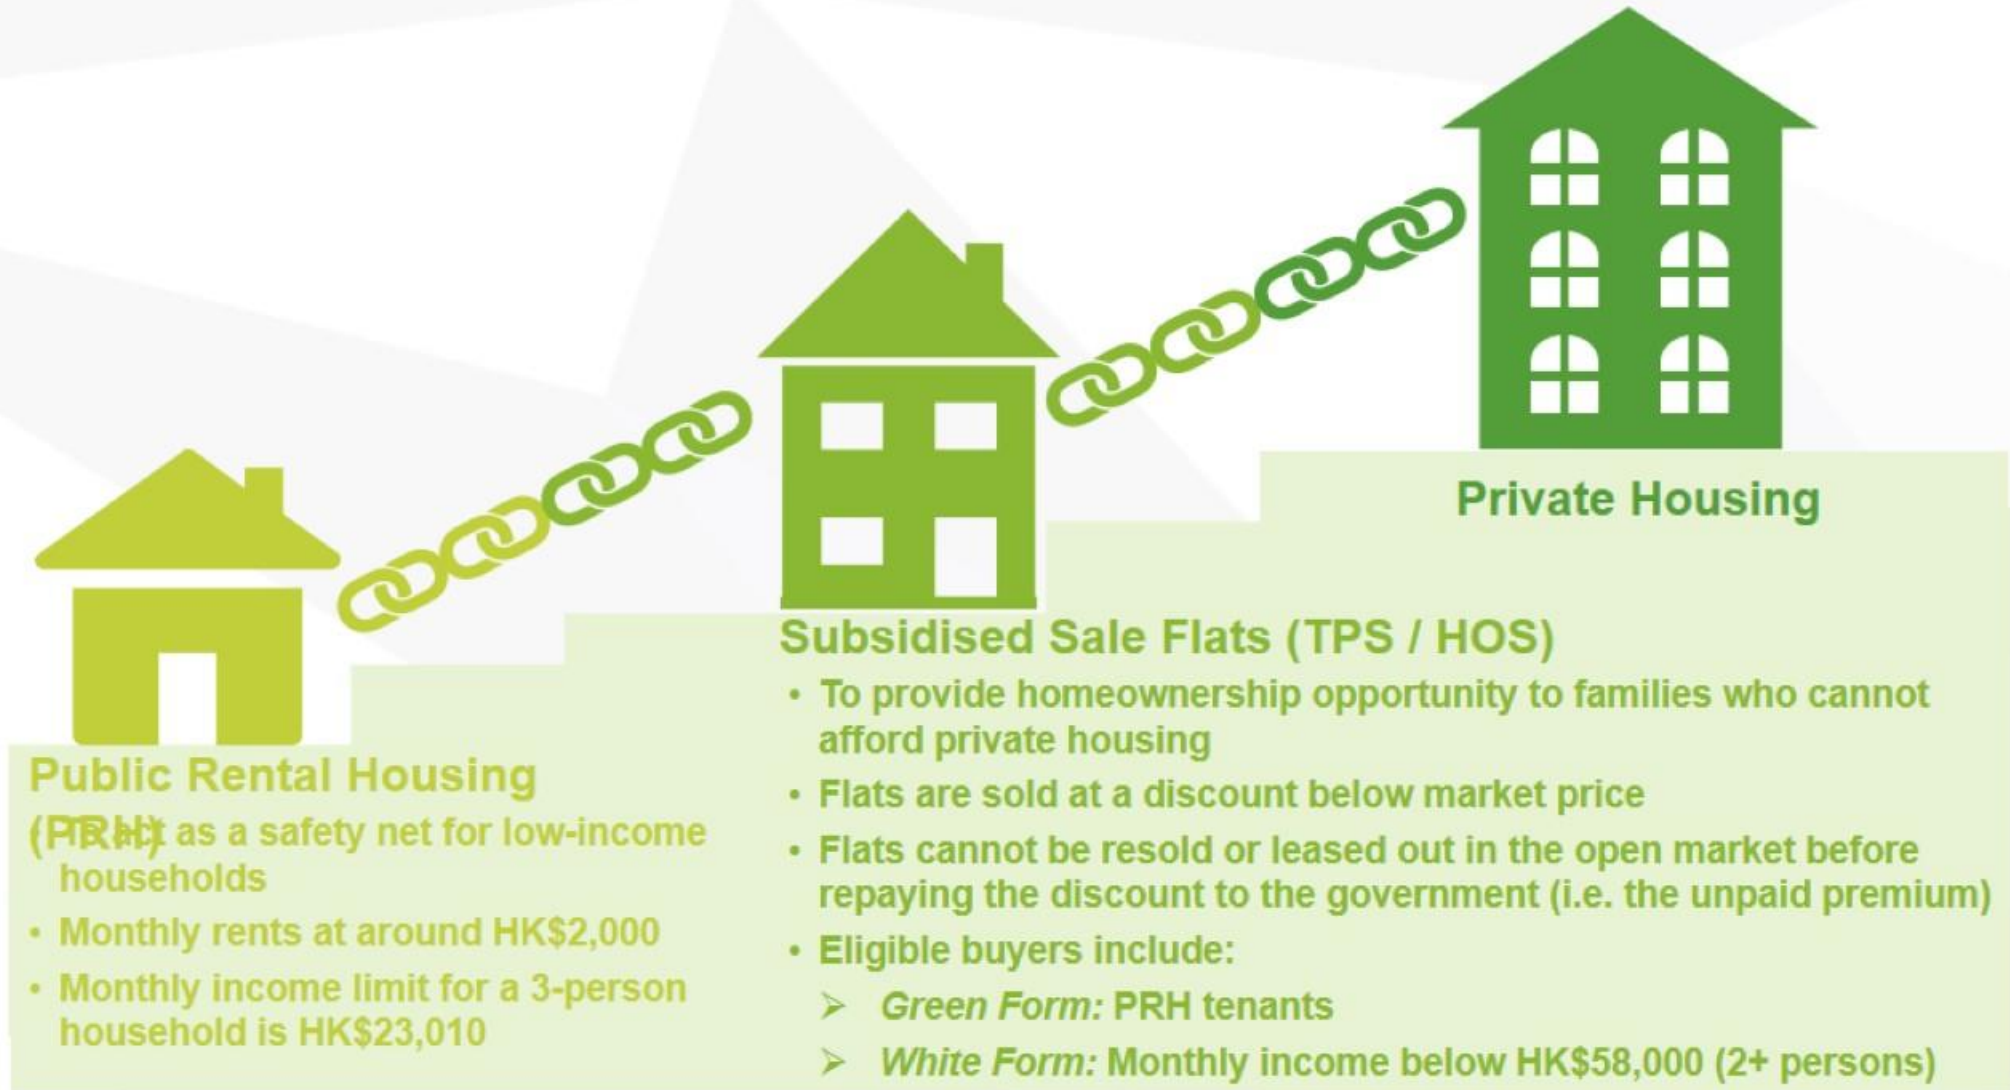 Private Housing
Subsidised Sale Flats (TPS / HOS)
• To provide homeownership opportunity to families who cannot
afford private housing
• Flats are sold at a discount below market price
• Flats cannot be resold or leased out in the open market before
repaying the discount to the government (i.e. the unpaid premium)
• Eligible buyers include:
➢ Green Form: PRH tenants
➢ White Form: Monthly income below HK$58,000 (2+ persons)
Public Rental Housing
(PRH)
• To act as a safety net for low-income
households
• Monthly rents at around HK$2,000
• Monthly income limit for a 3-person
household is HK$23,010